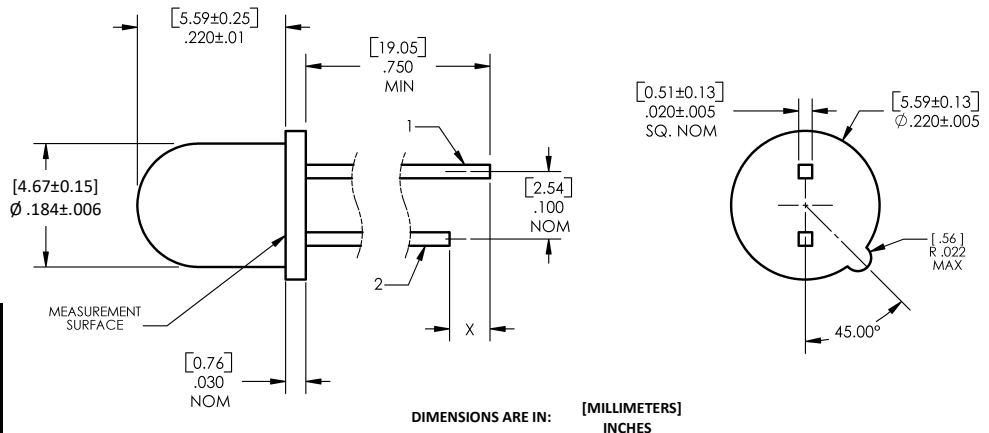 [5.59±0.25]
.220±.01
[19.05]
.750
MIN
1
[4.67±0.15]
Ø .184±.006
[2.54]
.100
NOM
2
MEASUREMENT
SURFACE
X
[0.76]
.030
NOM
[0.51±0.13]
.020±.005
SQ. NOM
[5.59±0.13]
Ø.220±.005
[ .56 ]
R .022
MAX
45.00°
DIMENSIONS ARE IN:
[MILLIMETERS]
INCHES